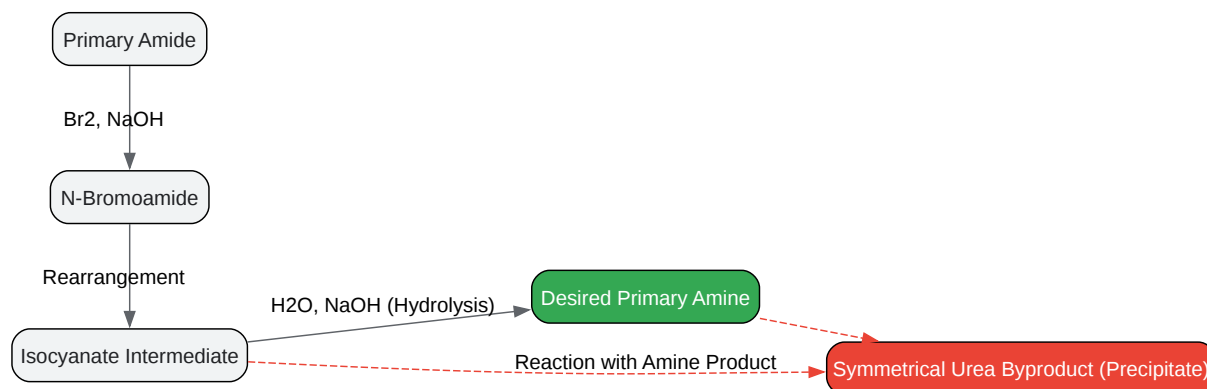 Primary Amide
Br2, NaOH
N-Bromoamide
Rearrangement
Isocyanate Intermediate
H2O, NaOH (Hydrolysis)
Desired Primary Amine
Reaction with Amine Product
Symmetrical Urea Byproduct (Precipitate)